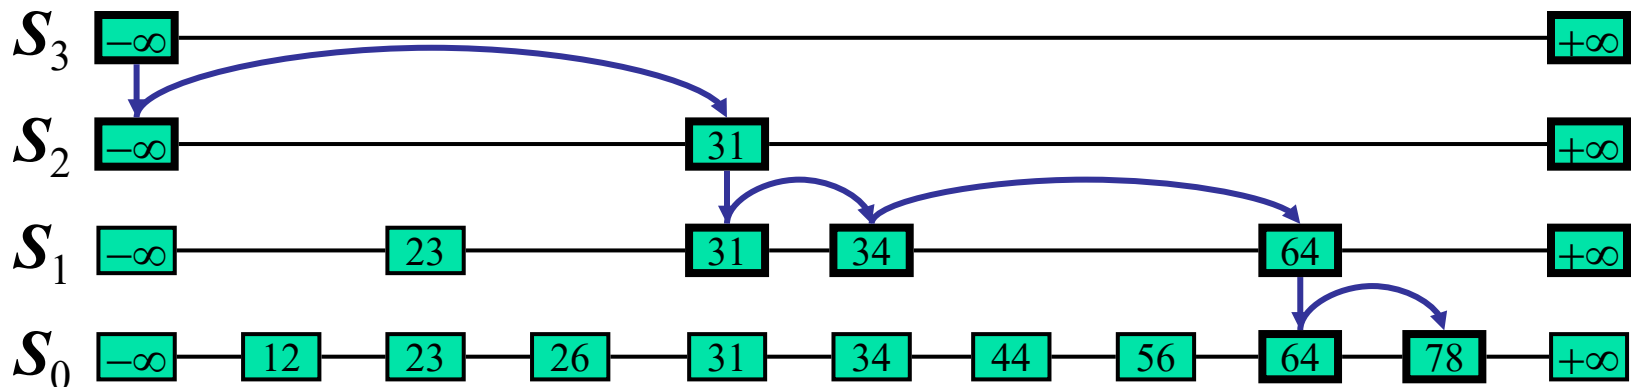 S3 −∞ +∞
S2 −∞ 31 +∞
S1 −∞ 23 31 34 64 +∞
S0 −∞ 12 23 26 31 34 44 56 64 78 +∞